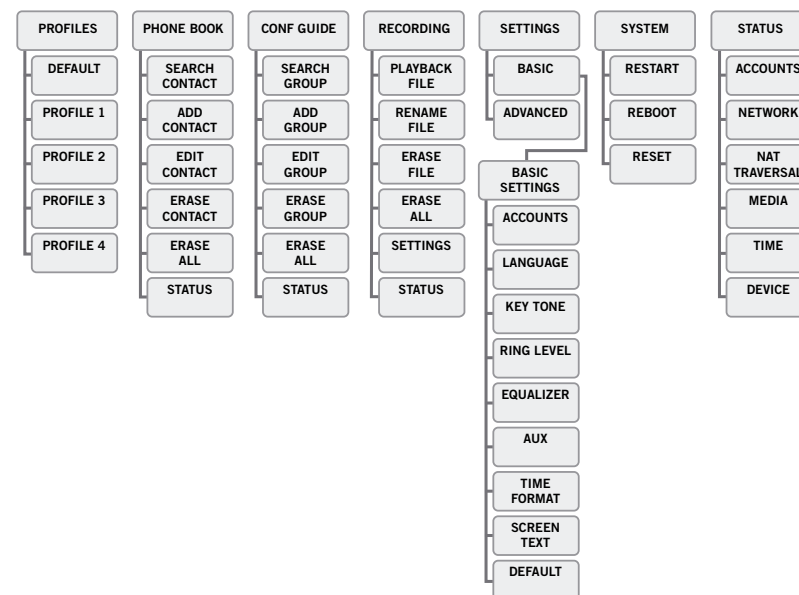 PROFILES
DEFAULT
PROFILE 1
PROFILE 2
PROFILE 3
PROFILE 4
PHONE BOOK
SEARCH
CONTACT
ADD
CONTACT
EDIT
CONTACT
ERASE
CONTACT
ERASE
ALL
STATUS
CONF GUIDE
SEARCH
GROUP
ADD
GROUP
EDIT
GROUP
ERASE
GROUP
ERASE
ALL
STATUS
RECORDING
PLAYBACK
FILE
RENAME
FILE
ERASE
FILE
ERASE
ALL
SETTINGS
STATUS
SETTINGS
BASIC
ADVANCED
BASIC
SETTINGS
ACCOUNTS
LANGUAGE
KEY TONE
RING LEVEL
EQUALIZER
AUX
TIME
FORMAT
SCREEN
TEXT
DEFAULT
SYSTEM
RESTART
REBOOT
RESET
STATUS
ACCOUNTS
NETWORK
NAT
TRAVERSAL
MEDIA
TIME
DEVICE